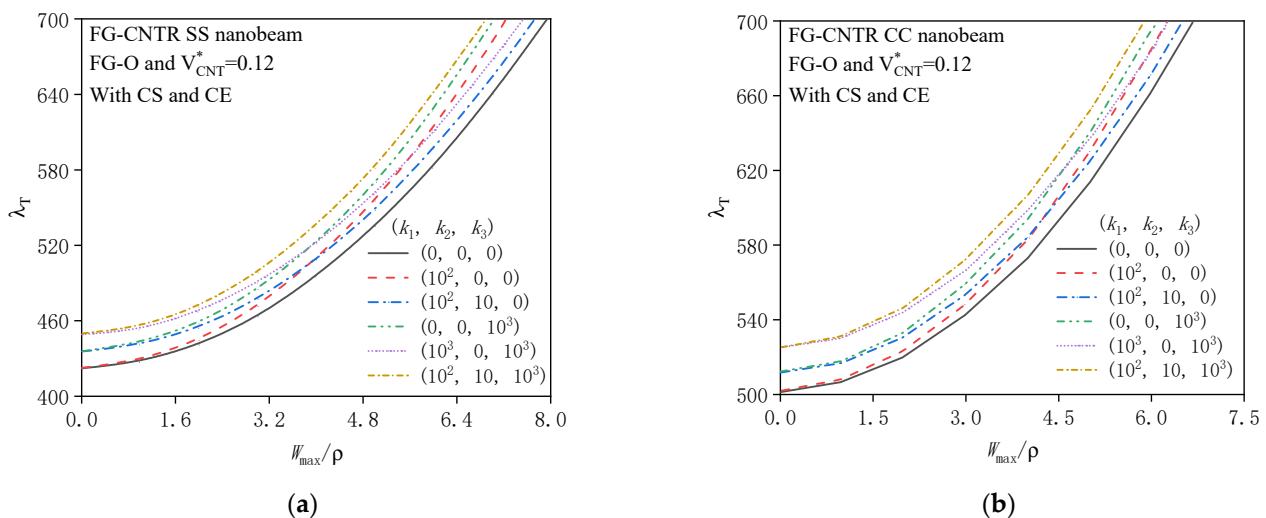 FG-CNTR SS nanobeam
FG-O and V*CNT=0.12
With CS and CE
700
640
580
520
460
400
λT
(k1, k2, k3)
(0, 0, 0)
(10², 0, 0)
(10², 10, 0)
(0, 0, 10³)
(10³, 0, 10³)
(10², 10, 10³)
0.0 1.6 3.2 4.8 6.4 8.0
Wmax/ρ
(a)
FG-CNTR CC nanobeam
FG-O and V*CNT=0.12
With CS and CE
700
660
620
580
540
500
λT
(k1, k2, k3)
(0, 0, 0)
(10², 0, 0)
(10², 10, 0)
(0, 0, 10³)
(10³, 0, 10³)
(10², 10, 10³)
0.0 1.5 3.0 4.5 6.0 7.5
Wmax/ρ
(b)